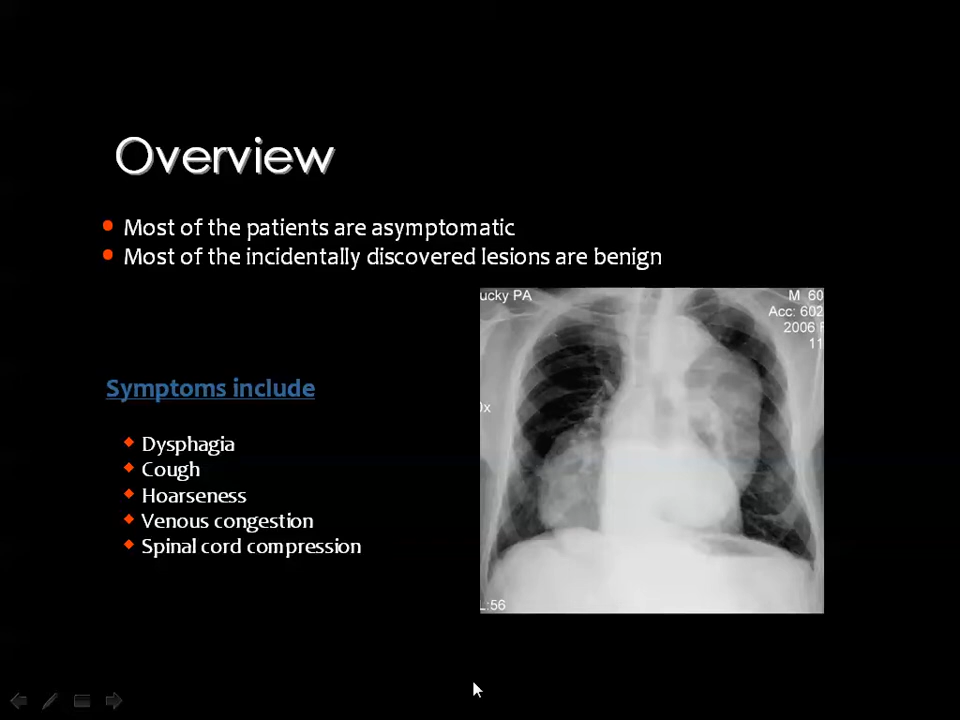 Overview
Most of the patients are asymptomatic
Most of the incidentally discovered lesions are benign
ucky PA
M 60
Acc: 602
2006 F
11
0x
L:56
Symptoms include
Dysphagia
Cough
Hoarseness
Venous congestion
Spinal cord compression